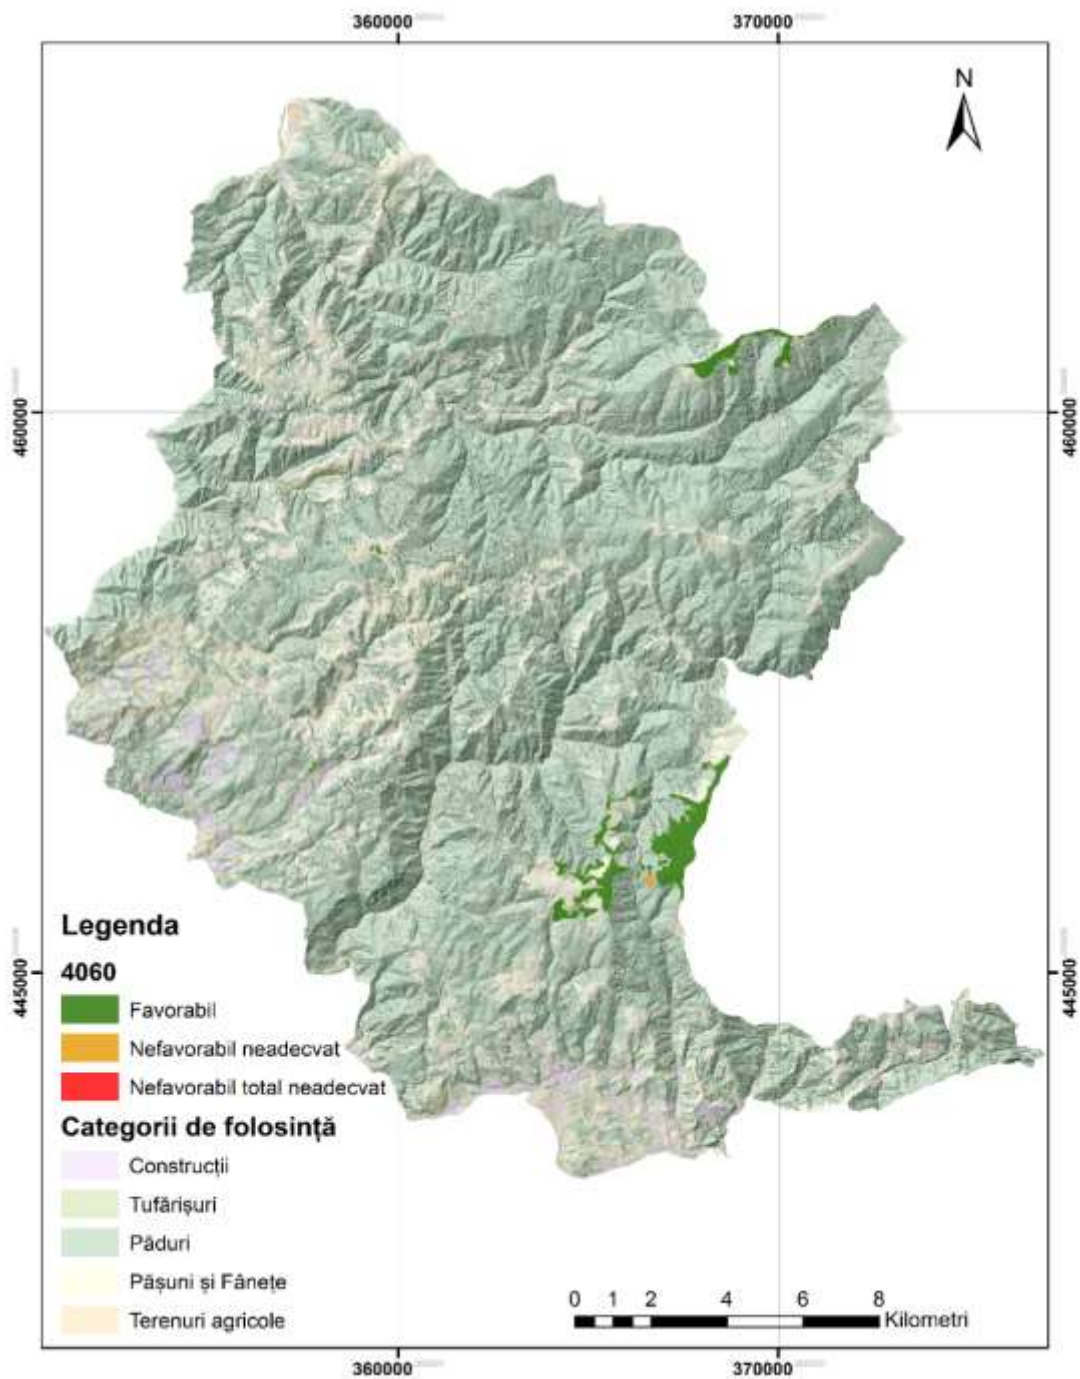 360000
370000
N
460000
460000
Legenda
4060
Favorabil
Nefavorabil neadecvat
Nefavorabil total neadecvat
445000
445000
Categorii de folosință
Construcții
Tufărișuri
Păduri
Pășuni și Fânețe
Terenuri agricole
0 1 2 4 6 8
Kilometri
360000
370000